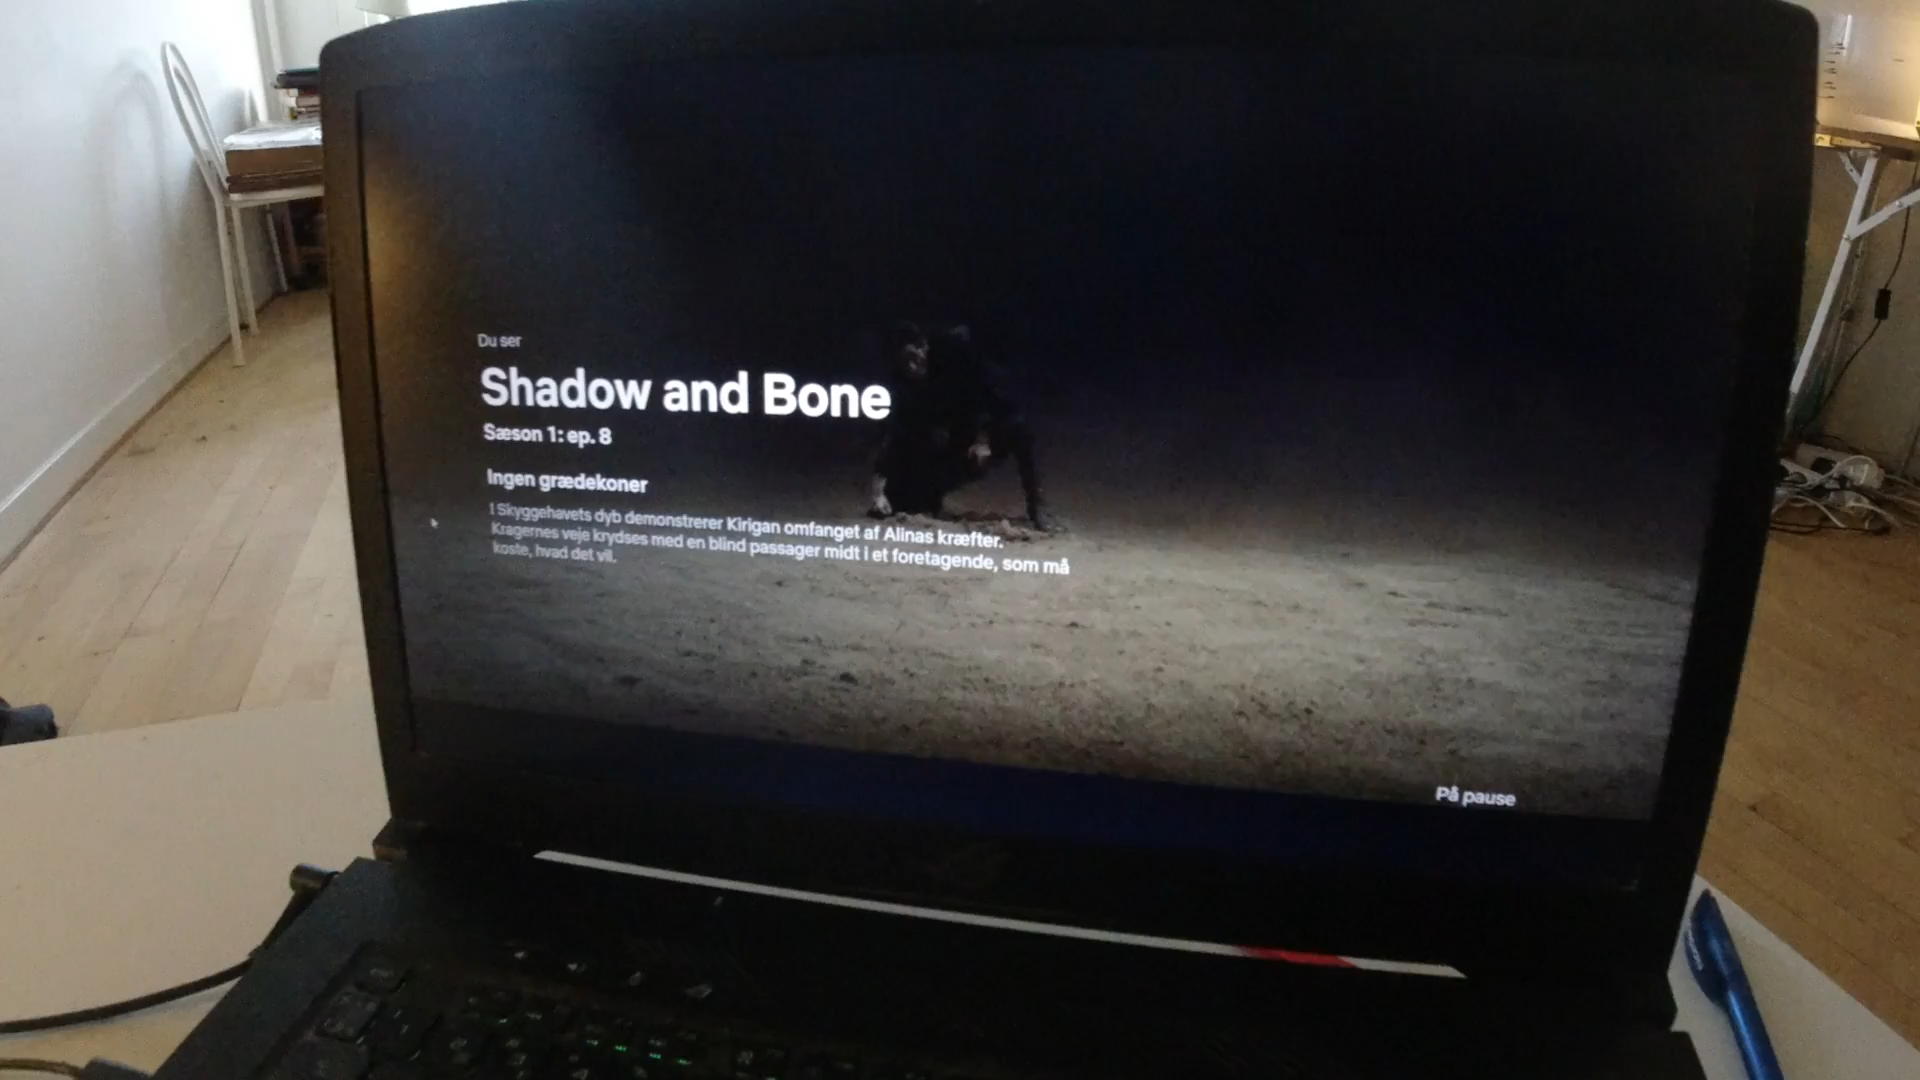 Du ser
Shadow and Bone
Sæson 1: ep. 8
Ingen grædekoner
I Skyggehavets dyb demonstrerer Kirigan omfanget af Alinas kræfter.
Kragernes veje krydses med en blind passager midt i et foretagende, som må
koste, hvad det vil.
På pause